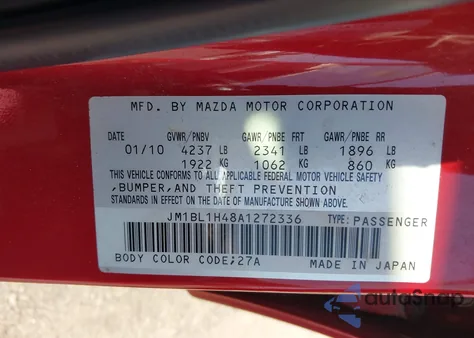 MFD. BY MAZDA MOTOR CORPORATION
GVWR/PNBV GAWR/PNBE FRT GAWR/PNBE RR
01/10 4237 LB 2341 LB 1896 LB
1922 KG 1062 KG 860 KG
THIS VEHICLE CONFORMS TO ALL APPLICABLE FEDERAL MOTOR VEHICLE SAFETY,
BUMPER,AND THEFT PREVENTION
STANDARDS IN EFFECT ON THE DATE OF MANUFACTURE SHOWN ABOVE.
JM1BL1H48A1272336 TYPE:PASSENGER
BODY COLOR CODE:27A MADE IN JAPAN
autoSnap